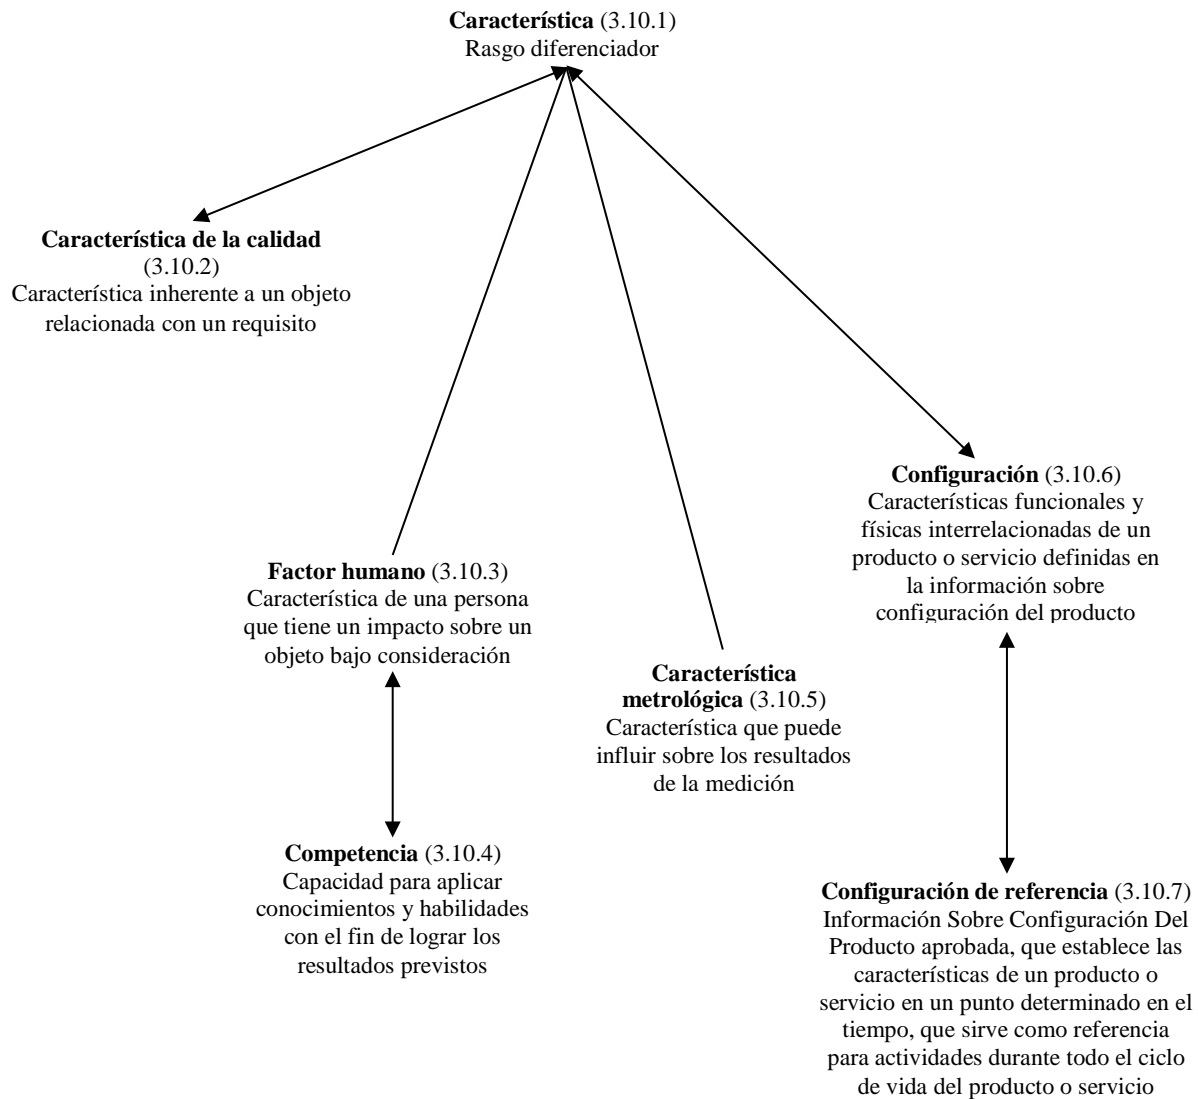 Característica (3.10.1)
Rasgo diferenciador
Característica de la calidad
(3.10.2)
Característica inherente a un objeto
relacionada con un requisito
Factor humano (3.10.3)
Característica de una persona
que tiene un impacto sobre un
objeto bajo consideración
Competencia (3.10.4)
Capacidad para aplicar
conocimientos y habilidades
con el fin de lograr los
resultados previstos
Característica
metrológica (3.10.5)
Característica que puede
influir sobre los resultados
de la medición
Configuración (3.10.6)
Características funcionales y
físicas interrelacionadas de un
producto o servicio definidas en
la información sobre
configuración del producto
Configuración de referencia (3.10.7)
Información Sobre Configuración Del
Producto aprobada, que establece las
características de un producto o
servicio en un punto determinado en el
tiempo, que sirve como referencia
para actividades durante todo el ciclo
de vida del producto o servicio